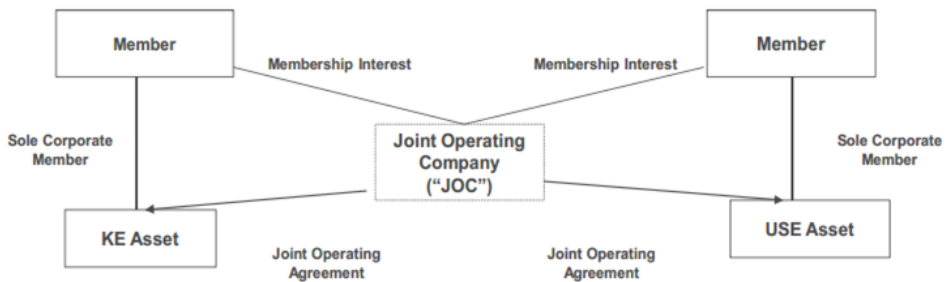 Member
Member
Membership Interest
Membership Interest
Sole Corporate
Member
Joint Operating
Company
(“JOC”)
Sole Corporate
Member
KE Asset
USE Asset
Joint Operating
Agreement
Joint Operating
Agreement